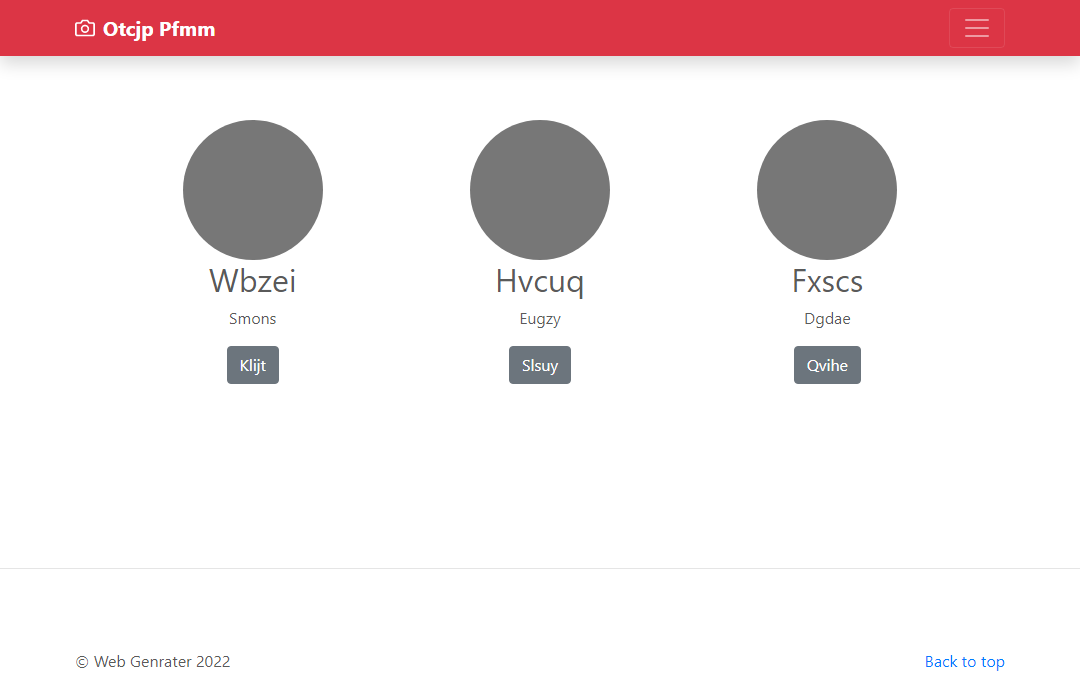 Otcjp Pfmm
Wbzei
Smons
Klijt
Hvcuq
Eugzy
Slsuy
Fxscs
Dgdae
Qvihe
© Web Genrater 2022
Back to top